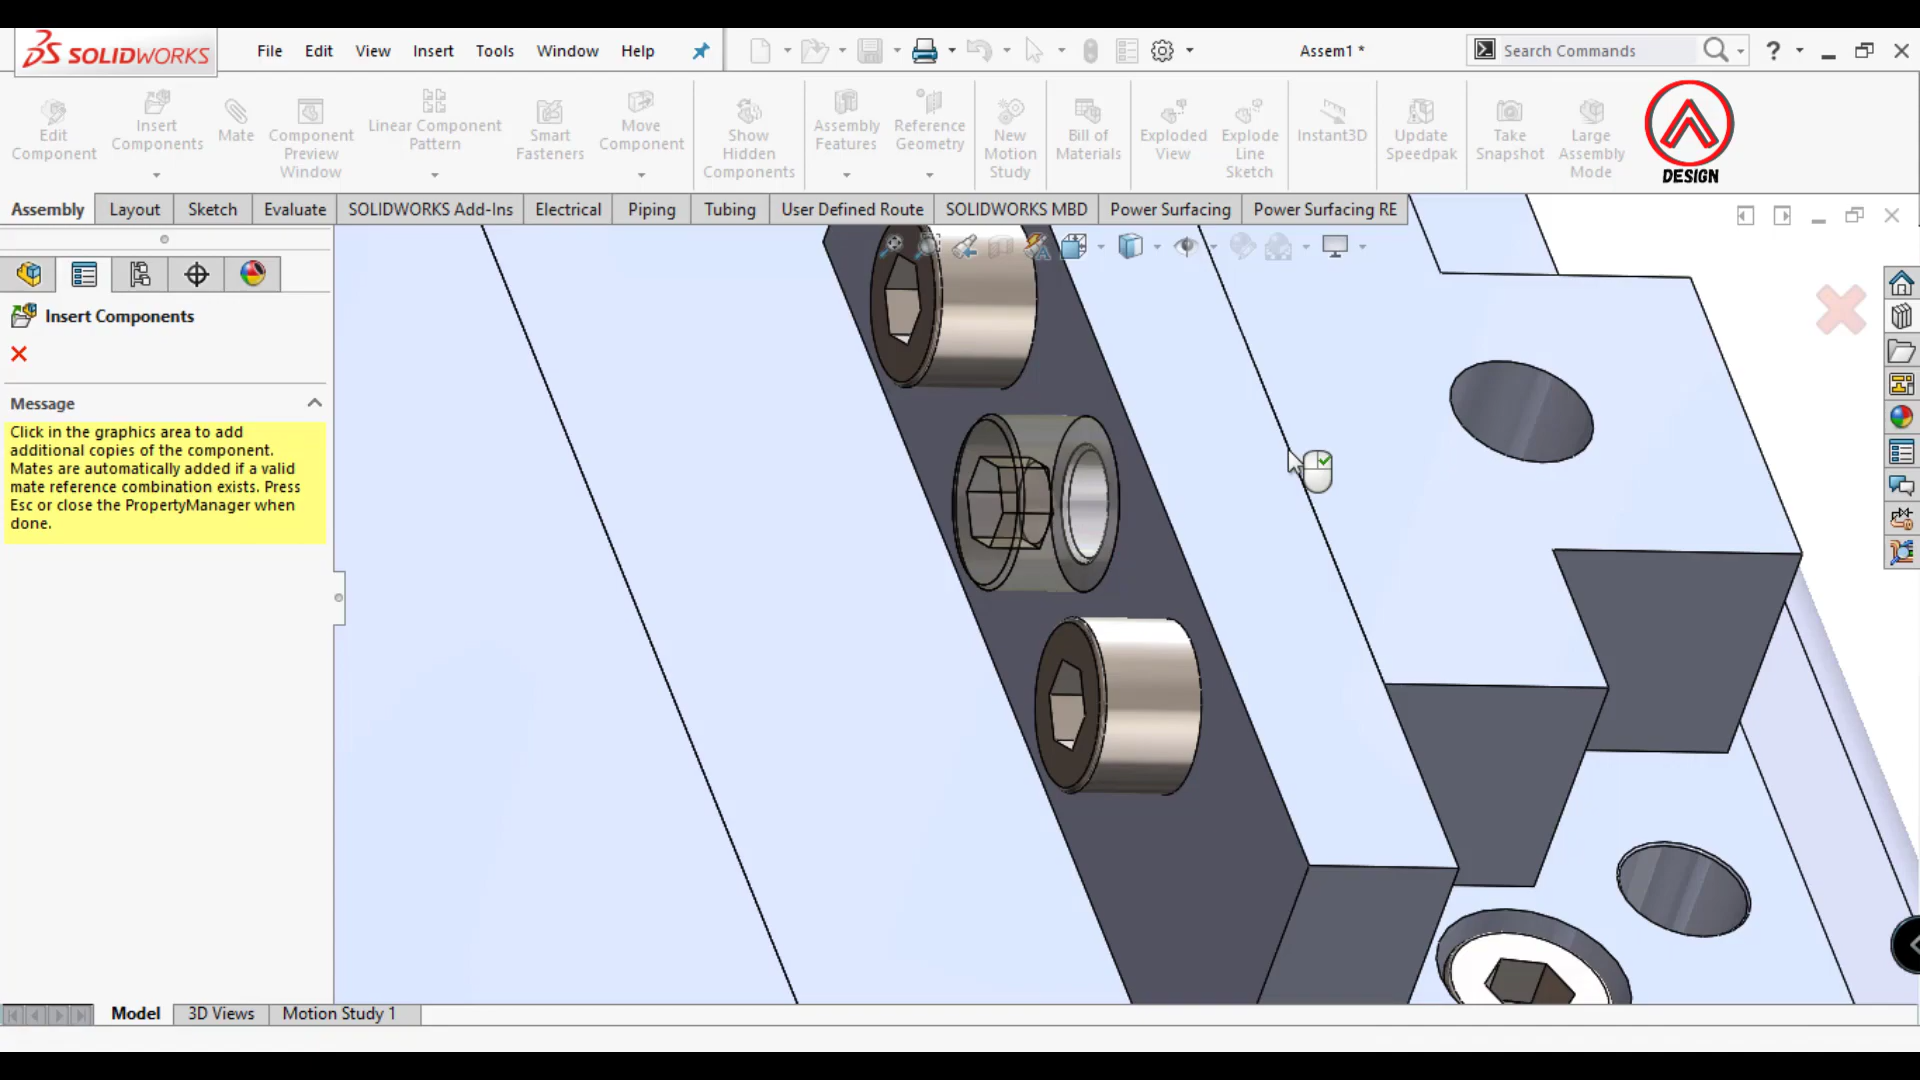 SOLIDWORKS
File Edit View Insert Tools Window Help
Assem1 *
Search Commands
?
Edit Component
Insert Components
Mate
Component Preview Window
Linear Component Pattern
Smart Fasteners
Move Component
Show Hidden Components
Assembly Features
Reference Geometry
New Motion Study
Bill of Materials
Exploded View
Explode Line Sketch
Instant3D
Update Speedpak
Take Snapshot
Large Assembly Mode
DESIGN
Assembly Layout Sketch Evaluate SOLIDWORKS Add-Ins Electrical Piping Tubing User Defined Route SOLIDWORKS MBD Power Surfacing Power Surfacing RE
Insert Components
Message
Click in the graphics area to add
additional copies of the component.
Mates are automatically added if a valid
mate reference combination exists. Press
Esc or close the PropertyManager when
done.
Model 3D Views Motion Study 1